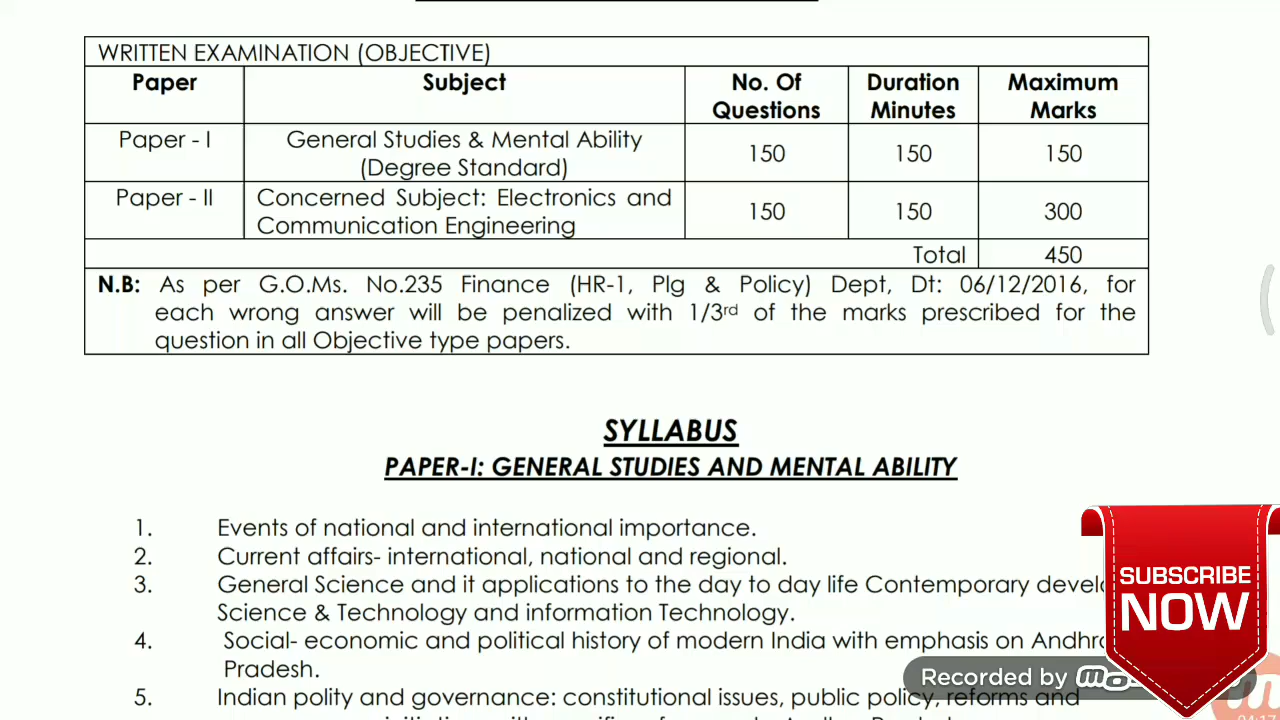 WRITTEN EXAMINATION (OBJECTIVE)
Paper Subject No. Of Questions Duration Minutes Maximum Marks
Paper - I General Studies & Mental Ability (Degree Standard) 150 150 150
Paper - II Concerned Subject: Electronics and Communication Engineering 150 150 300
Total 450
N.B: As per G.O.Ms. No.235 Finance (HR-1, Plg & Policy) Dept, Dt: 06/12/2016, for
each wrong answer will be penalized with 1/3rd of the marks prescribed for the
question in all Objective type papers.
SYLLABUS
PAPER-I: GENERAL STUDIES AND MENTAL ABILITY
1. Events of national and international importance.
2. Current affairs- international, national and regional.
3. General Science and it applications to the day to day life Contemporary
Science & Technology and information Technology.
4. Social- economic and political history of modern India with emphasis on
Pradesh.
5. Indian polity and governance: constitutional issues, public policy, reforms and
SUBSCRIBE
NOW
Recorded by
04:17